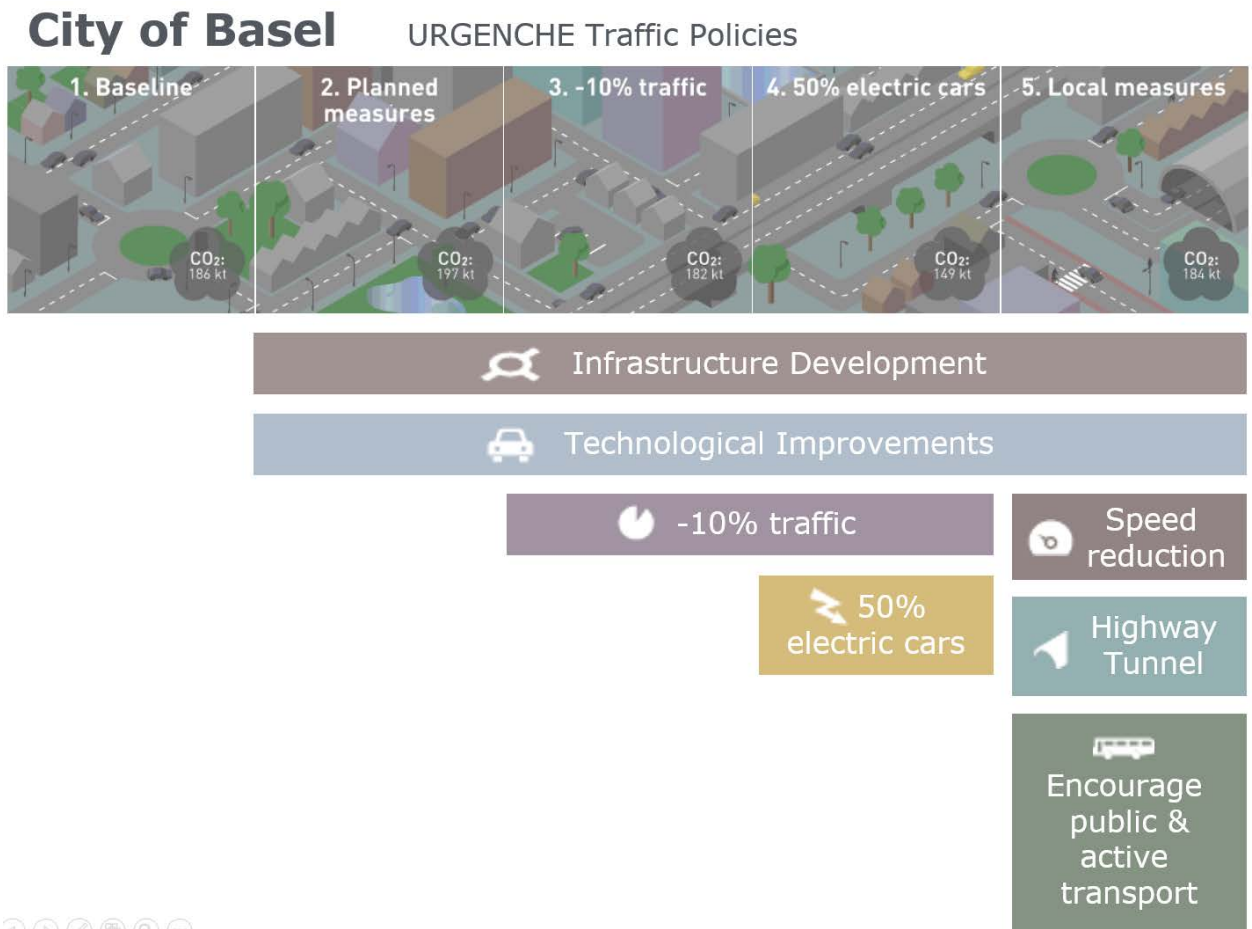 City of Basel
URGENCHE Traffic Policies
1. Baseline
2. Planned
measures
3. -10% traffic
4. 50% electric cars
5. Local measures
CO₂:
186 kt
CO₂:
197 kt
CO₂:
182 kt
CO₂:
149 kt
CO₂:
184 kt
Infrastructure Development
Technological Improvements
-10% traffic
Speed
reduction
50%
electric cars
Highway
Tunnel
Encourage
public &
active
transport